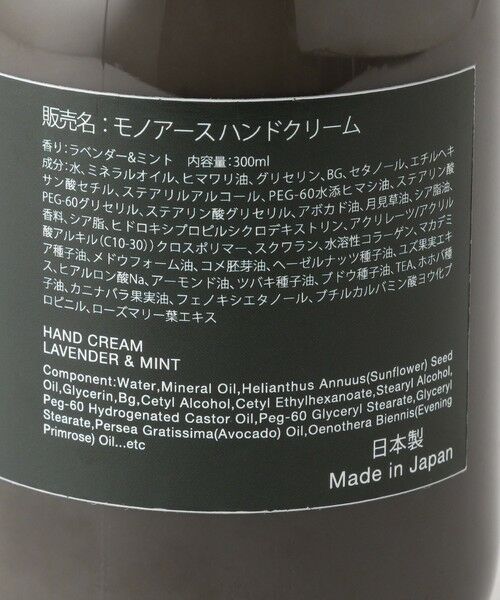 販売名：モノアースハンドクリーム
香り：ラベンダー&ミント　内容量：300ml
成分：水、ミネラルオイル、ヒマワリ油、グリセリン、BG、セタノール、エチルヘキ
サン酸セチル、ステアリルアルコール、PEG-60水添ヒマシ油、ステアリン酸
PEG-60グリセリル、ステアリン酸グリセリル、アボカド油、月見草油、シア脂油、
香料、シア脂、ヒドロキシプロピルシクロデキストリン、アクリレーツ/アクリル
酸アルキル（C10-30））クロスポリマー、スクワラン、水溶性コラーゲン、マカデミ
ア種子油、メドウフォーム油、コメ胚芽油、ヘーゼルナッツ種子油、ユズ果実エキ
ス、ヒアルロン酸Na、アーモンド油、ツバキ種子油、ブドウ種子油、TEA、ホホバ種
子油、カニナバラ果実油、フェノキシエタノール、ブチルカルバミン酸ヨウ化プ
ロピニル、ローズマリー葉エキス
HAND CREAM
LAVENDER & MINT
Component:Water,Mineral Oil,Helianthus Annuus(Sunflower) Seed
Oil,Glycerin,Bg,Cetyl Alcohol,Cetyl Ethylhexanoate,Stearyl Alcohol,
Peg-60 Hydrogenated Castor Oil,Peg-60 Glyceryl Stearate,Glyceryl
Stearate,Persea Gratissima(Avocado) Oil,Oenothera Biennis(Evening
Primrose) Oil...etc
日本製
Made in Japan